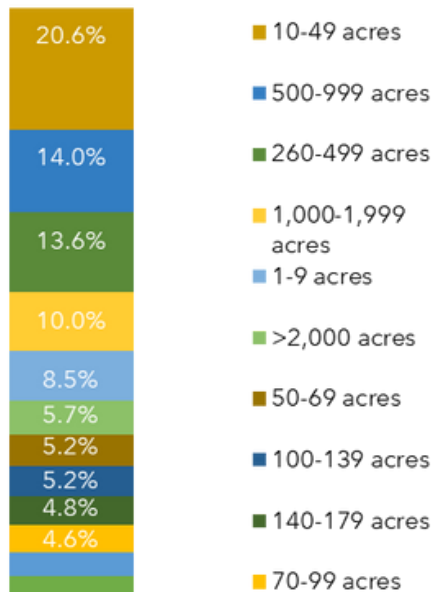 20.6%
14.0%
13.6%
10.0%
8.5%
5.7%
5.2%
5.2%
4.8%
4.6%
10-49 acres
500-999 acres
260-499 acres
1,000-1,999
acres
1-9 acres
>2,000 acres
50-69 acres
100-139 acres
140-179 acres
70-99 acres